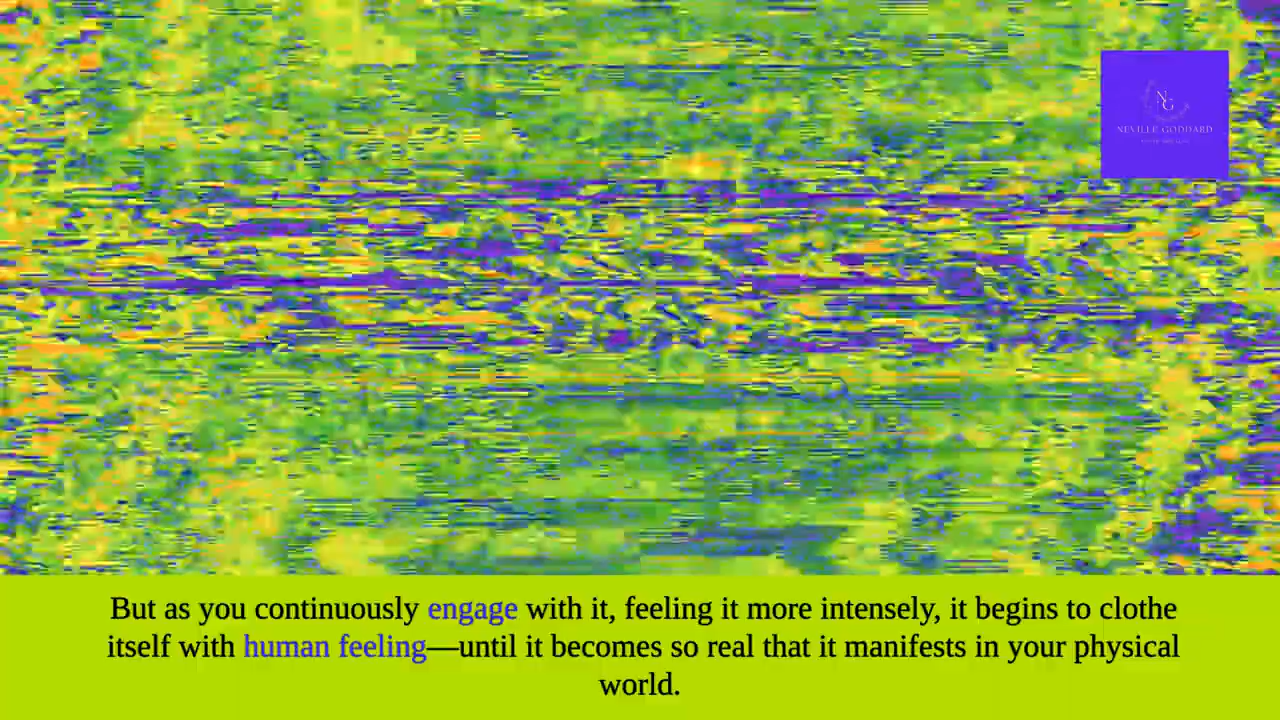 NG
NEVILLE GODDARD
But as you continuously engage with it, feeling it more intensely, it begins to clothe
itself with human feeling—until it becomes so real that it manifests in your physical
world.